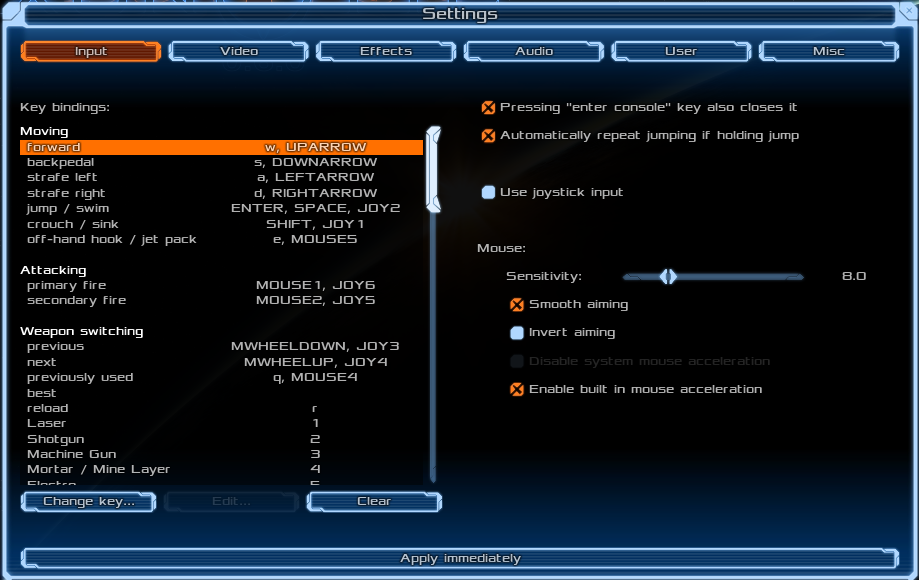 Settings
Input Video Effects Audio User Misc
Key bindings:
Moving
forward w, UPARROW
backpedal s, DOWNARROW
strafe left a, LEFTARROW
strafe right d, RIGHTARROW
jump / swim ENTER, SPACE, JOY2
crouch / sink SHIFT, JOY1
off-hand hook / jet pack e, MOUSE5
Attacking
primary fire MOUSE1, JOY6
secondary fire MOUSE2, JOY5
Weapon switching
previous MWHEELDOWN, JOY3
next MWHEELUP, JOY4
previously used q, MOUSE4
best
reload r
Laser 1
Shotgun 2
Machine Gun 3
Mortar / Mine Layer 4
Electro 5
Change key... Edit... Clear
Pressing "enter console" key also closes it
Automatically repeat jumping if holding jump
Use joystick input
Mouse:
Sensitivity: 8.0
Smooth aiming
Invert aiming
Disable system mouse acceleration
Enable built in mouse acceleration
Apply immediately